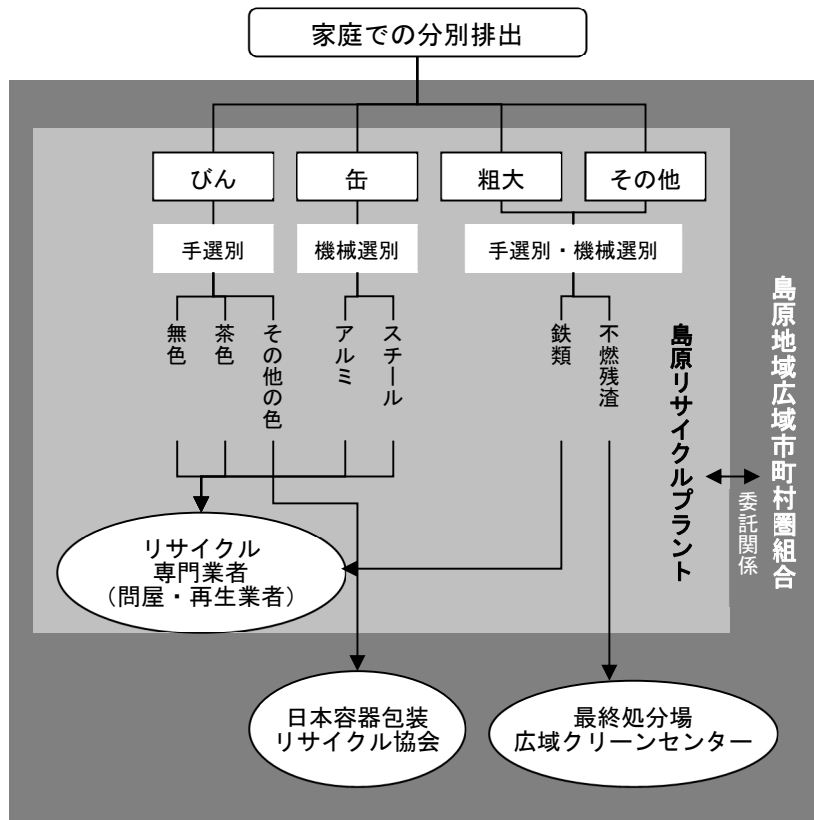 家庭での分別排出
びん
缶
粗大
その他
手選別
機械選別
手選別・機械選別
無色
茶色
その他の色
アルミ
スチール
鉄類
不燃残渣
島原リサイクルプラント
委託関係
島原地域広域市町村圏組合
リサイクル
専門業者
(問屋・再生業者)
日本容器包装
リサイクル協会
最終処分場
広域クリーンセンター